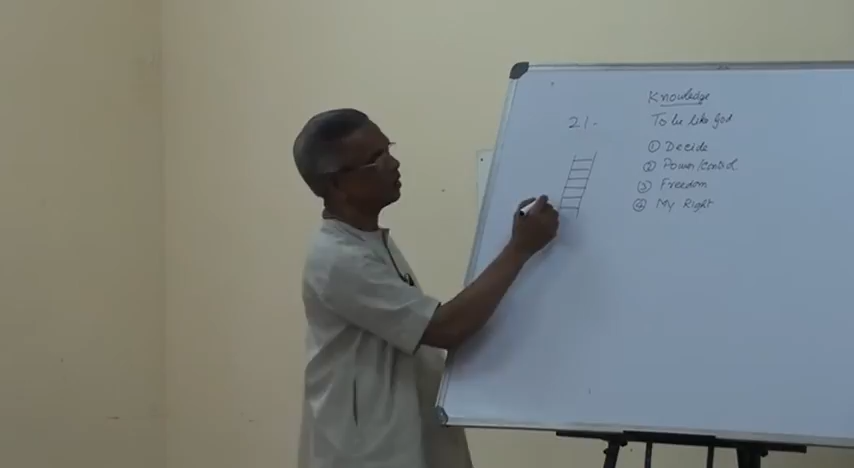 Knowledge
21.
To be like God
① Decide
② Power/Control
③ Freedom
④ My Right